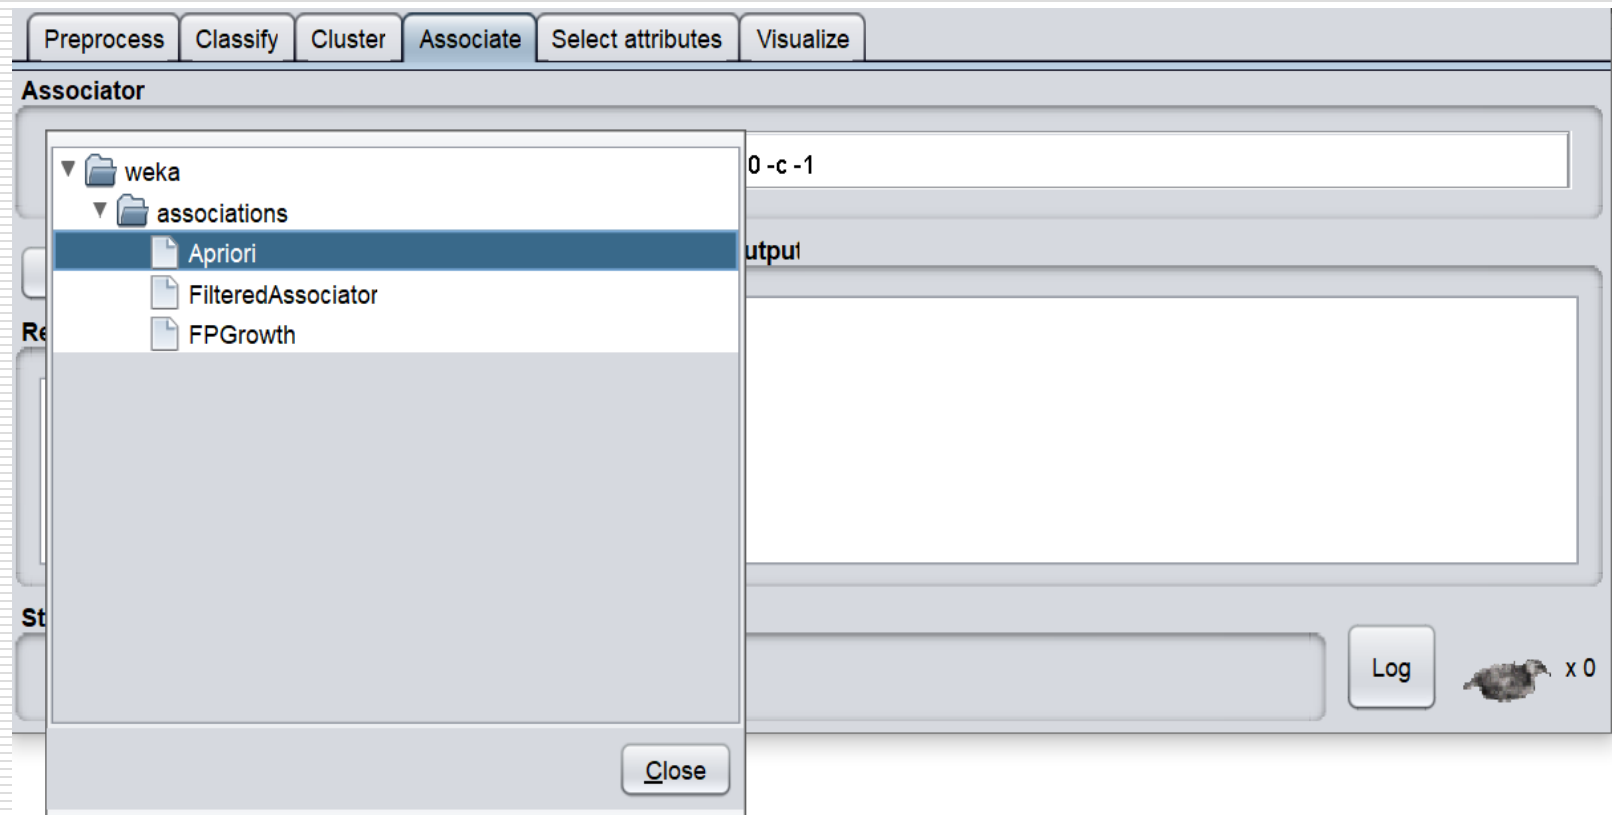 Preprocess Classify Cluster Associate Select attributes Visualize
Associator
weka
0 -c -1
associations
Apriori
utput
FilteredAssociator
Re
FPGrowth
St
Log
x 0
Close